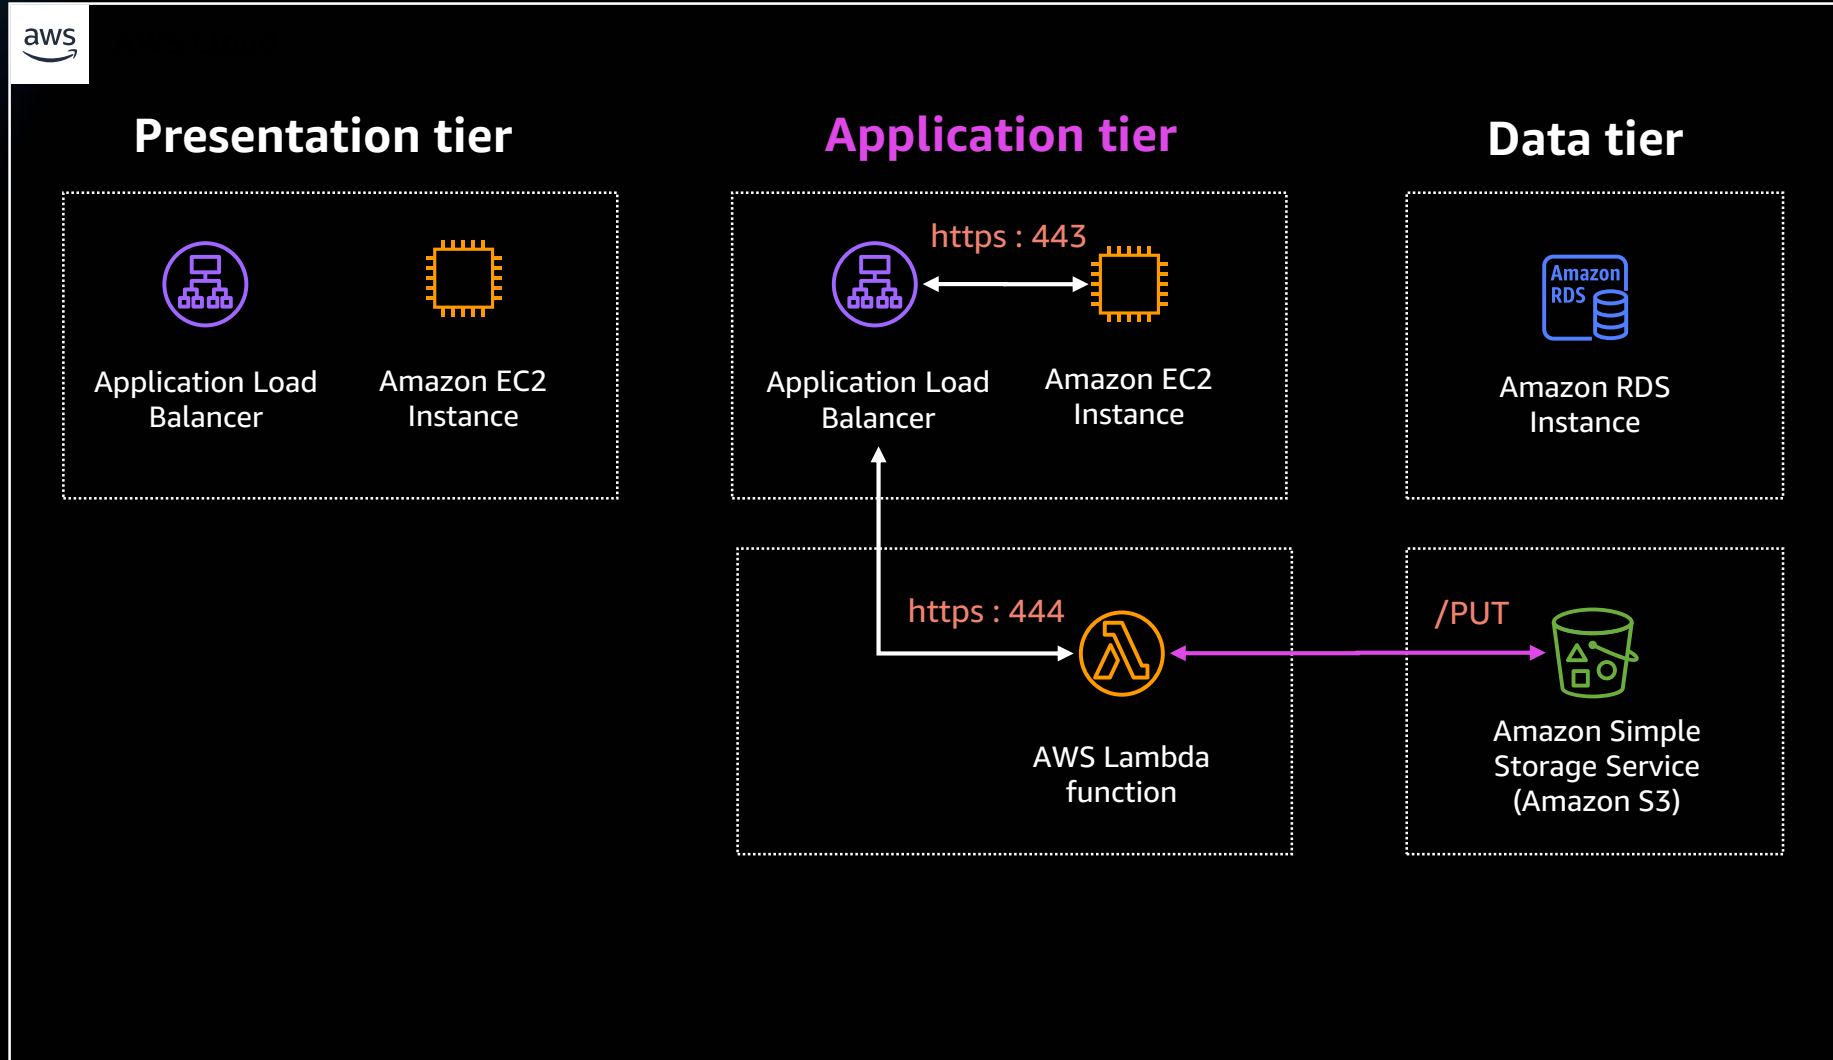 aws
Presentation tier
Application tier
Data tier
Application Load
Balancer
Amazon EC2
Instance
https : 443
Application Load
Balancer
Amazon EC2
Instance
Amazon
RDS
Amazon RDS
Instance
https : 444
AWS Lambda
function
/PUT
Amazon Simple
Storage Service
(Amazon S3)